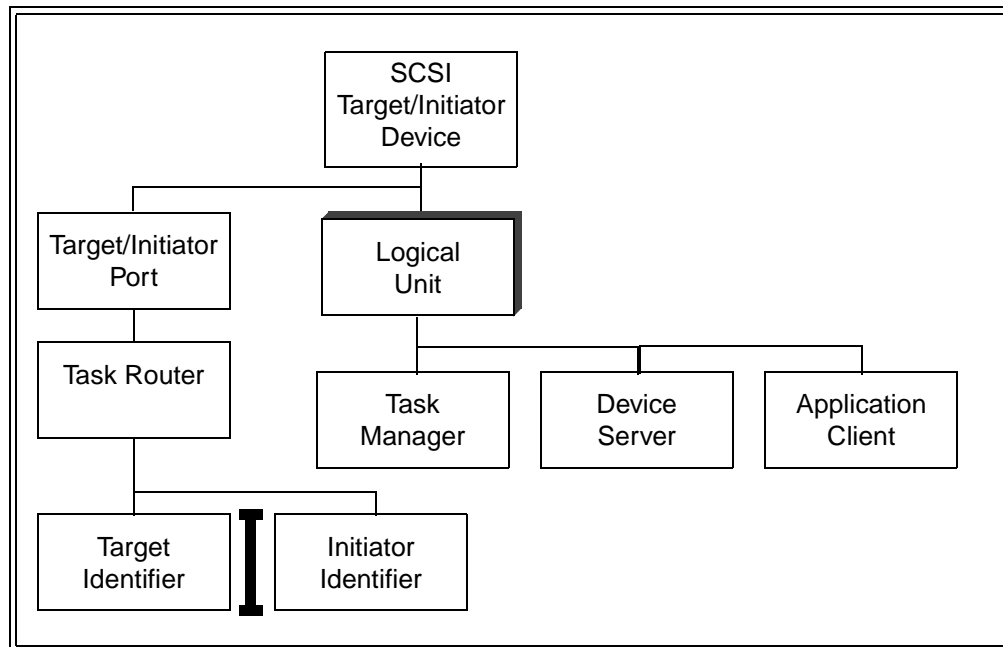 SCSI
Target/Initiator
Device
Target/Initiator
Port
Logical
Unit
Task Router
Task
Manager
Device
Server
Application
Client
Target
Identifier
Initiator
Identifier